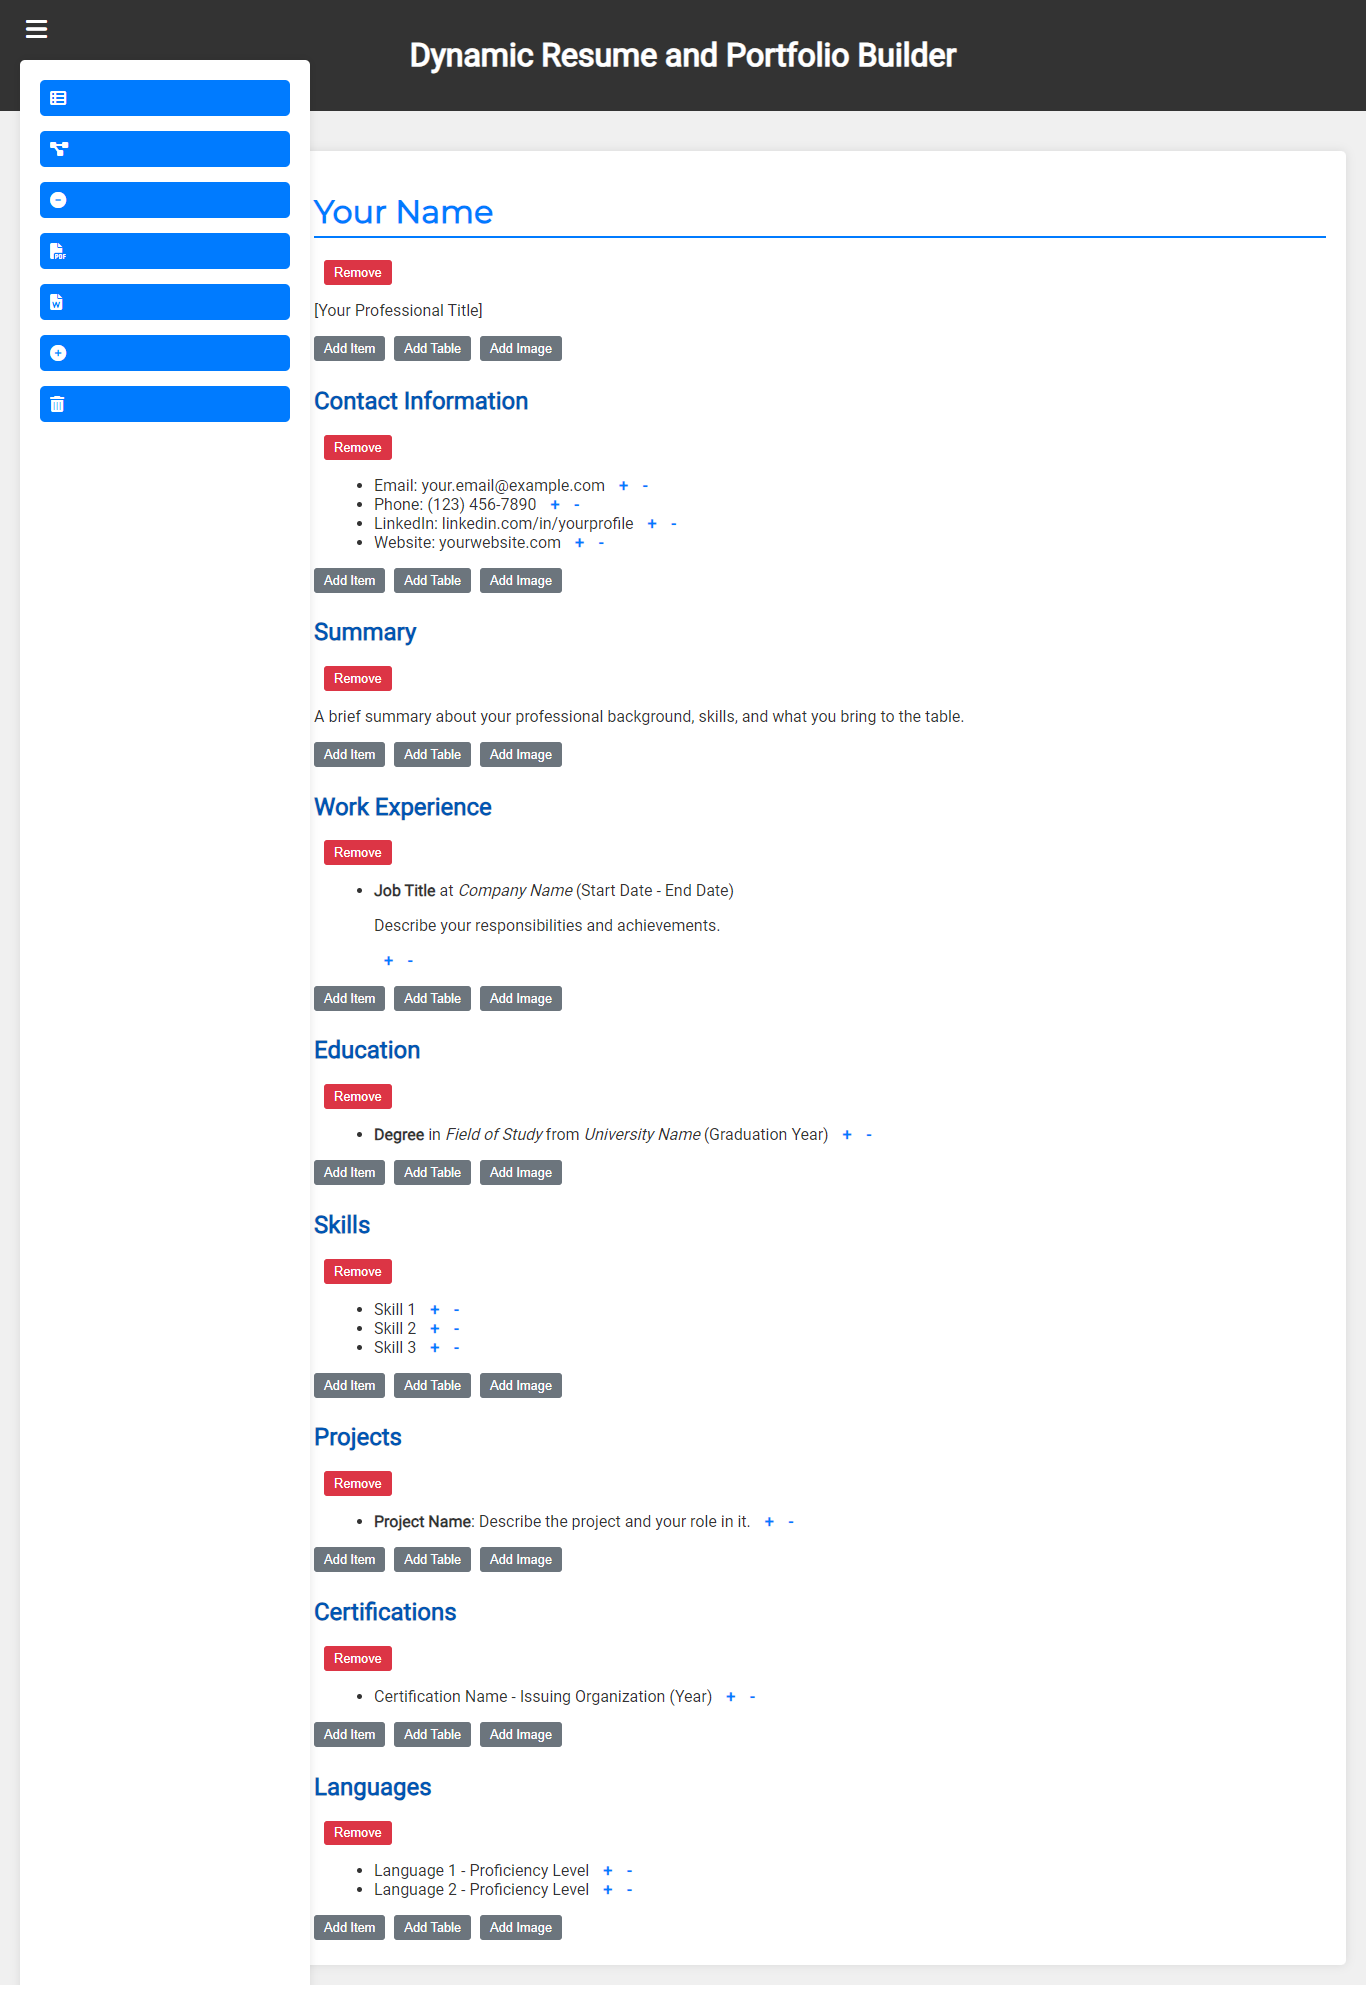 Dynamic Resume and Portfolio Builder
PDF
W
Your Name
Remove
[Your Professional Title]
Add Item Add Table Add Image
Contact Information
Remove
Email: your.email@example.com + -
Phone: (123) 456-7890 + -
LinkedIn: linkedin.com/in/yourprofile + -
Website: yourwebsite.com + -
Add Item Add Table Add Image
Summary
Remove
A brief summary about your professional background, skills, and what you bring to the table.
Add Item Add Table Add Image
Work Experience
Remove
Job Title at Company Name (Start Date - End Date)
Describe your responsibilities and achievements.
+ -
Add Item Add Table Add Image
Education
Remove
Degree in Field of Study from University Name (Graduation Year) + -
Add Item Add Table Add Image
Skills
Remove
Skill 1 + -
Skill 2 + -
Skill 3 + -
Add Item Add Table Add Image
Projects
Remove
Project Name: Describe the project and your role in it. + -
Add Item Add Table Add Image
Certifications
Remove
Certification Name - Issuing Organization (Year) + -
Add Item Add Table Add Image
Languages
Remove
Language 1 - Proficiency Level + -
Language 2 - Proficiency Level + -
Add Item Add Table Add Image